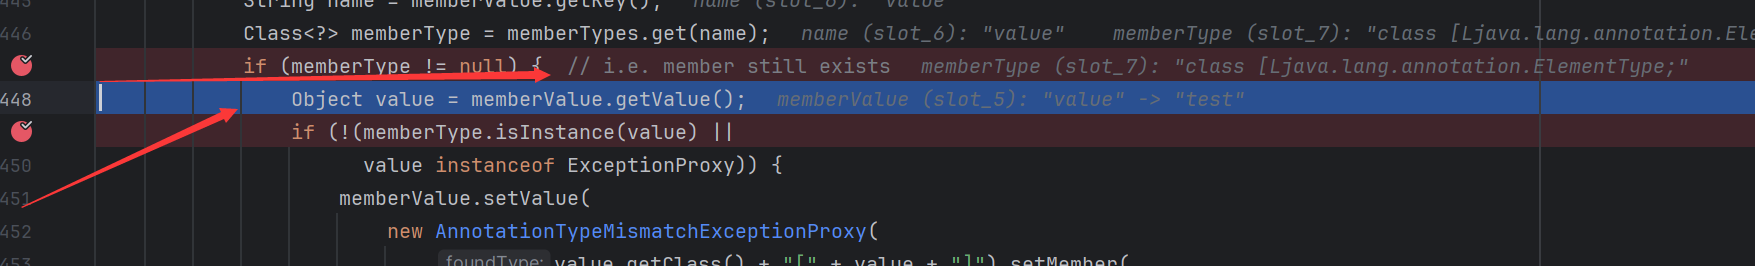 445 String name = memberValue.getKey(); name (slot_6): "value"
446 Class<?> memberType = memberTypes.get(name); name (slot_6): "value" memberType (slot_7): "class [Ljava.lang.annotation.Ele
if (memberType != null) { // i.e. member still exists memberType (slot_7): "class [Ljava.lang.annotation.ElementType;"
448 Object value = memberValue.getValue(); memberValue (slot_5): "value" -> "test"
if (!(memberType.isInstance(value) ||
450 value instanceof ExceptionProxy)) {
451 memberValue.setValue(
452 new AnnotationTypeMismatchExceptionProxy(
453 foundType: value.getClass() + "[" + value + "]").setMember(